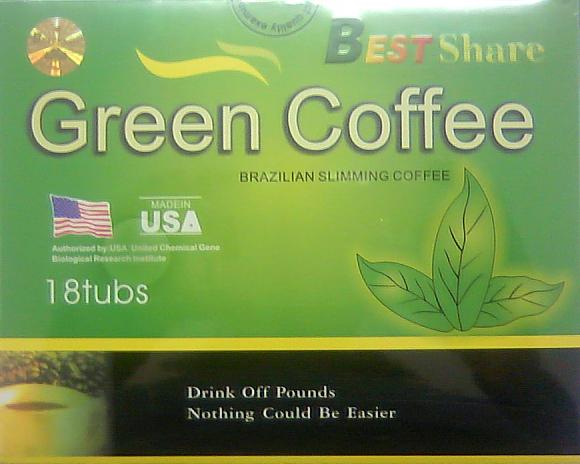 BEST Share
Green Coffee
BRAZILIAN SLIMMING COFFEE
MADE IN
USA
Authorized by:USA United Chemical Gene
Biological Research Institute
18tubs
Drink Off Pounds
Nothing Could Be Easier